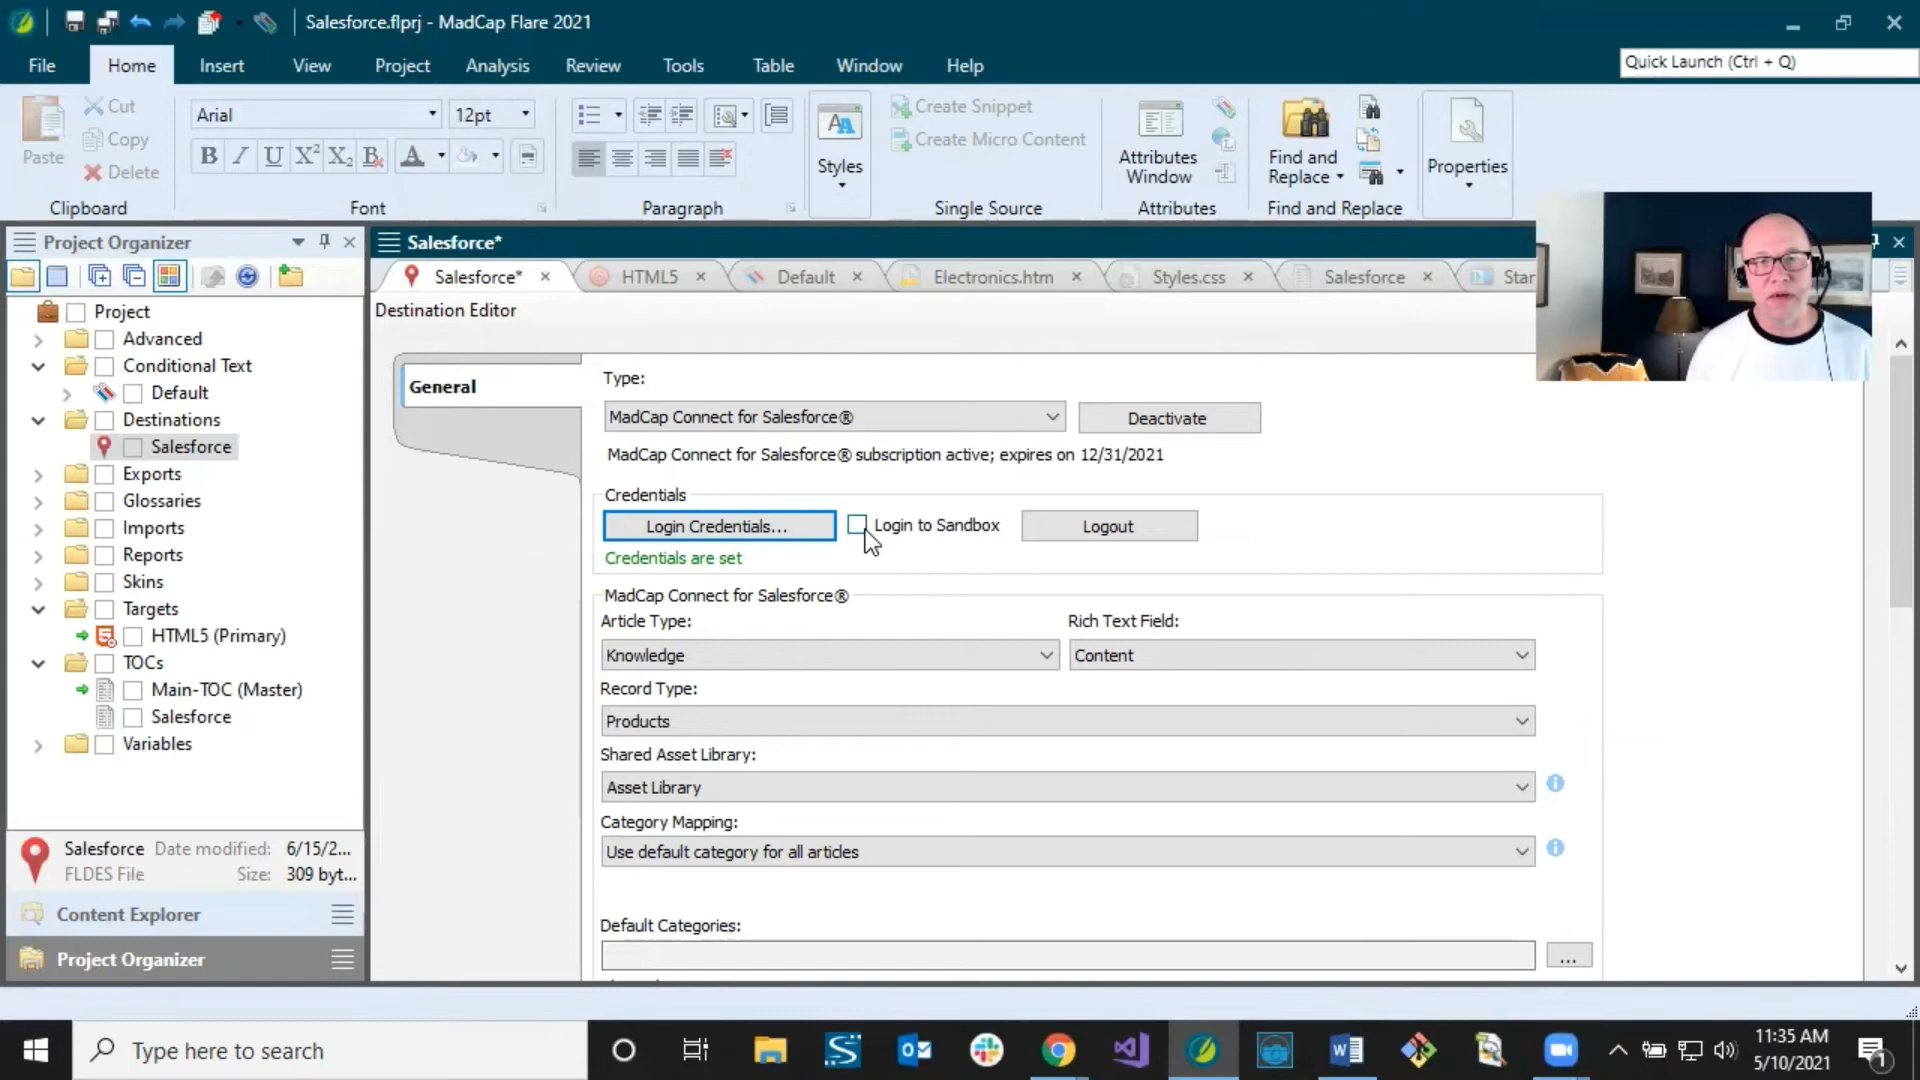 Salesforce.flprj - MadCap Flare 2021
File Home Insert View Project Analysis Review Tools Table Window Help
Quick Launch (Ctrl + Q)
Paste
Cut
Copy
Delete
Clipboard
Arial 12pt
B I U X² X₂ B
Font
Paragraph
Styles
Create Snippet
Create Micro Content
Single Source
Attributes
Window
Attributes
Find and
Replace
Find and Replace
Properties
Project Organizer
Project
Advanced
Conditional Text
Default
Destinations
Salesforce
Exports
Glossaries
Imports
Reports
Skins
Targets
HTML5 (Primary)
TOCs
Main-TOC (Master)
Salesforce
Variables
Salesforce Date modified: 6/15/2...
FLDES File Size: 309 byt...
Content Explorer
Project Organizer
Salesforce*
Salesforce* HTML5 Default Electronics.htm Styles.css Salesforce Star
Destination Editor
General
Type:
MadCap Connect for Salesforce® Deactivate
MadCap Connect for Salesforce® subscription active; expires on 12/31/2021
Credentials
Login Credentials... Login to Sandbox Logout
Credentials are set
MadCap Connect for Salesforce®
Article Type: Rich Text Field:
Knowledge Content
Record Type:
Products
Shared Asset Library:
Asset Library
Category Mapping:
Use default category for all articles
Default Categories:
...
Type here to search
11:35 AM
5/10/2021
1